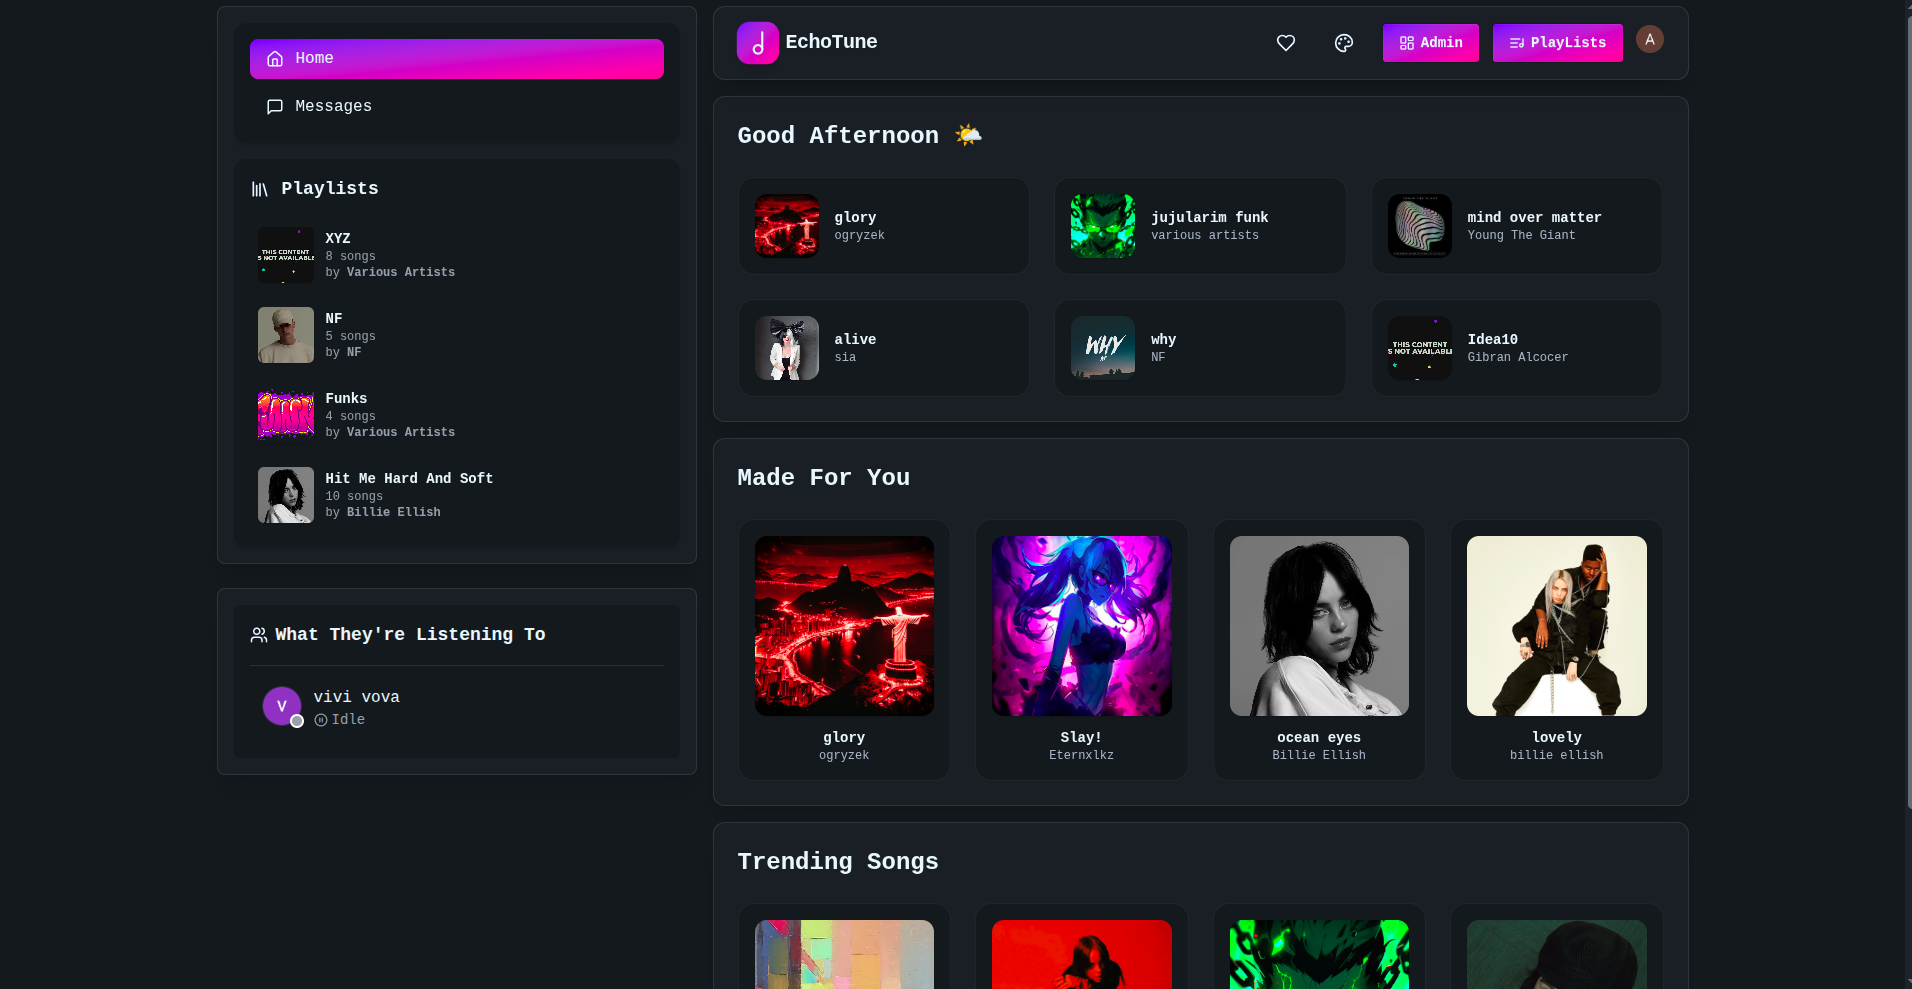 Home
Messages
Playlists
THIS CONTENT
S NOT AVAILABLE
XYZ
8 songs
by Various Artists
NF
5 songs
by NF
Funks
4 songs
by Various Artists
Hit Me Hard And Soft
10 songs
by Billie Ellish
What They're Listening To
V
vivi vova
Idle
EchoTune
Admin
PlayLists
A
Good Afternoon
glory
ogryzek
jujularim funk
various artists
mind over matter
Young The Giant
alive
sia
WHY
NF
why
NF
THIS CONTENT
S NOT AVAILABL
Idea10
Gibran Alcocer
Made For You
glory
ogryzek
Slay!
Eternxlkz
ocean eyes
Billie Ellish
lovely
billie ellish
Trending Songs